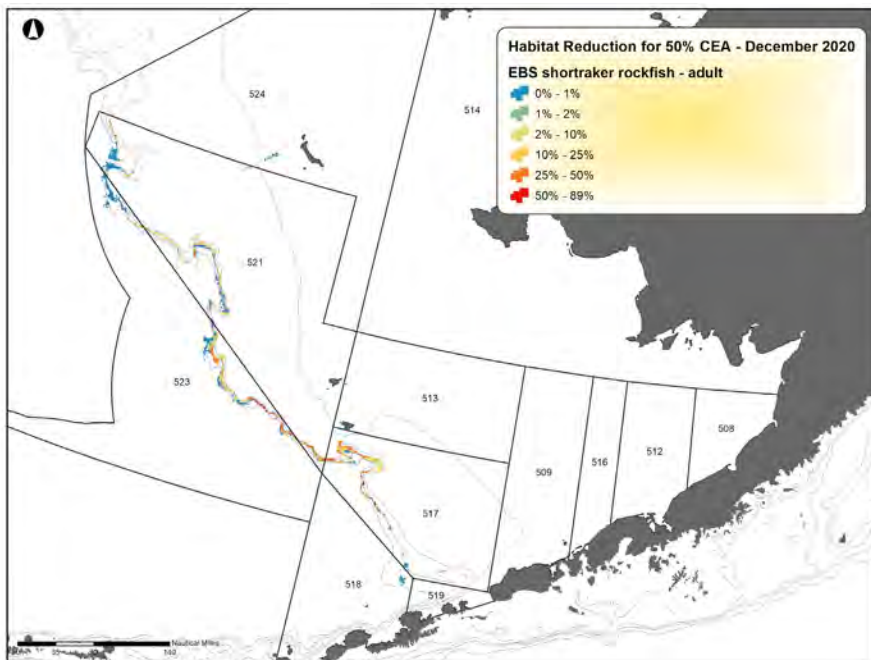 Habitat Reduction for 50% CEA - December 2020
EBS shortraker rockfish - adult
0% - 1%
1% - 2%
2% - 10%
10% - 25%
25% - 50%
50% - 89%
524
514
521
523
513
508
512
516
509
517
518
519
Nautical Miles